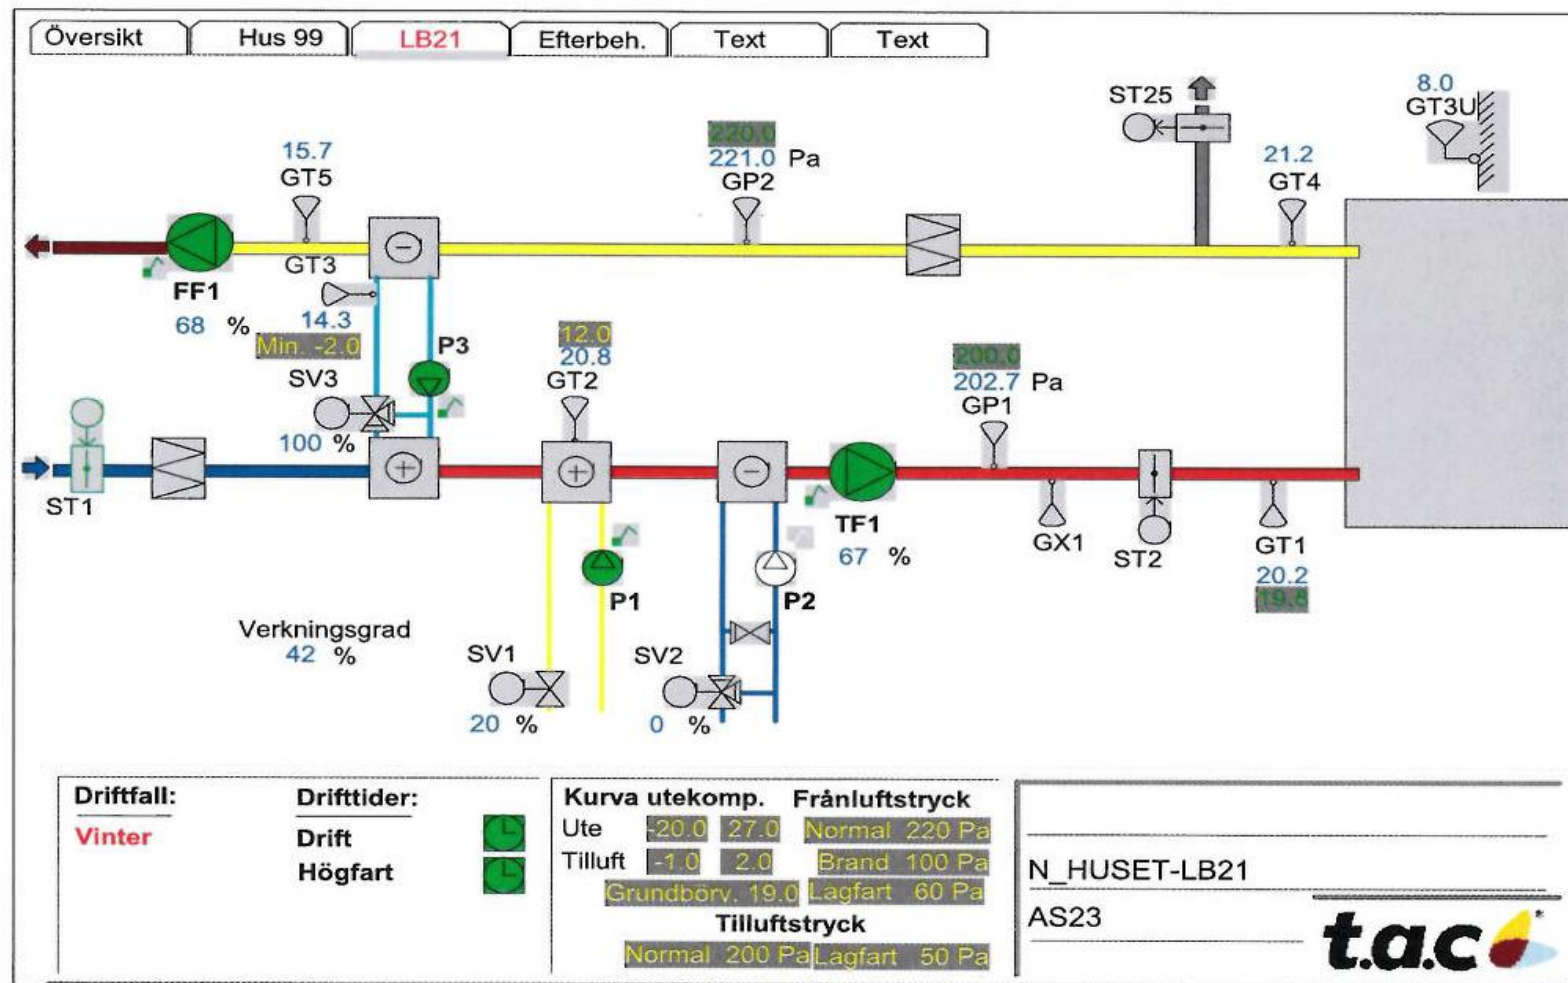 Översikt
Hus 99
LB21
Efterbeh.
Text
Text
ST25
8.0
GT3U
15.7
GT5
220.0
221.0 Pa
GP2
21.2
GT4
FF1
68 %
GT3
14.3
Min. -2.0
P3
SV3
100 %
12.0
20.8
GT2
200.0
202.7 Pa
GP1
ST1
TF1
67 %
GX1
ST2
GT1
20.2
19.8
P1
P2
Verkningsgrad
42 %
SV1
20 %
SV2
0 %
Driftfall:
Vinter
Drifttider:
Drift
Högfart
Kurva utekomp.
Ute -20.0 27.0
Tilluft -1.0 2.0
Grundbörv. 19.0
Frånluftstryck
Normal 220 Pa
Brand 100 Pa
Lagfart 60 Pa
Tilluftstryck
Normal 200 Pa Lagfart 50 Pa
N_HUSET-LB21
AS23
t.a.c